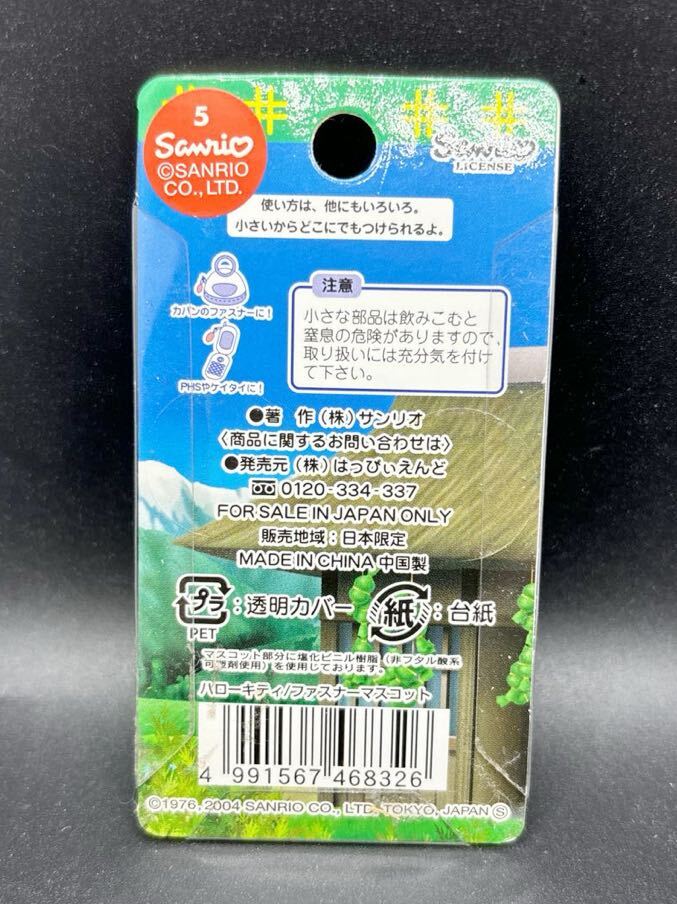 5
Sanrio
©SANRIO
CO., LTD.
Sanrio
LICENSE
使い方は、他にもいろいろ。
小さいからどこにでもつけられるよ。
カバンのファスナーに!
PHSやケイタイに!
注意
小さな部品は飲みこむと
窒息の危険がありますので、
取り扱いには充分気を付け
て下さい。
●著 作(株)サンリオ
〈商品に関するお問い合わせは〉
●発売元(株)はっぴぃえんど
0120-334-337
FOR SALE IN JAPAN ONLY
販売地域:日本限定
MADE IN CHINA 中国製
プラ:透明カバー 紙:台紙
PET
マスコット部分に塩化ビニル樹脂(非フタル酸系
可塑剤使用)を使用しております。
ハローキティ/ファスナーマスコット
4 991567 468326
©1976, 2004 SANRIO CO., LTD. TOKYO, JAPAN Ⓢ